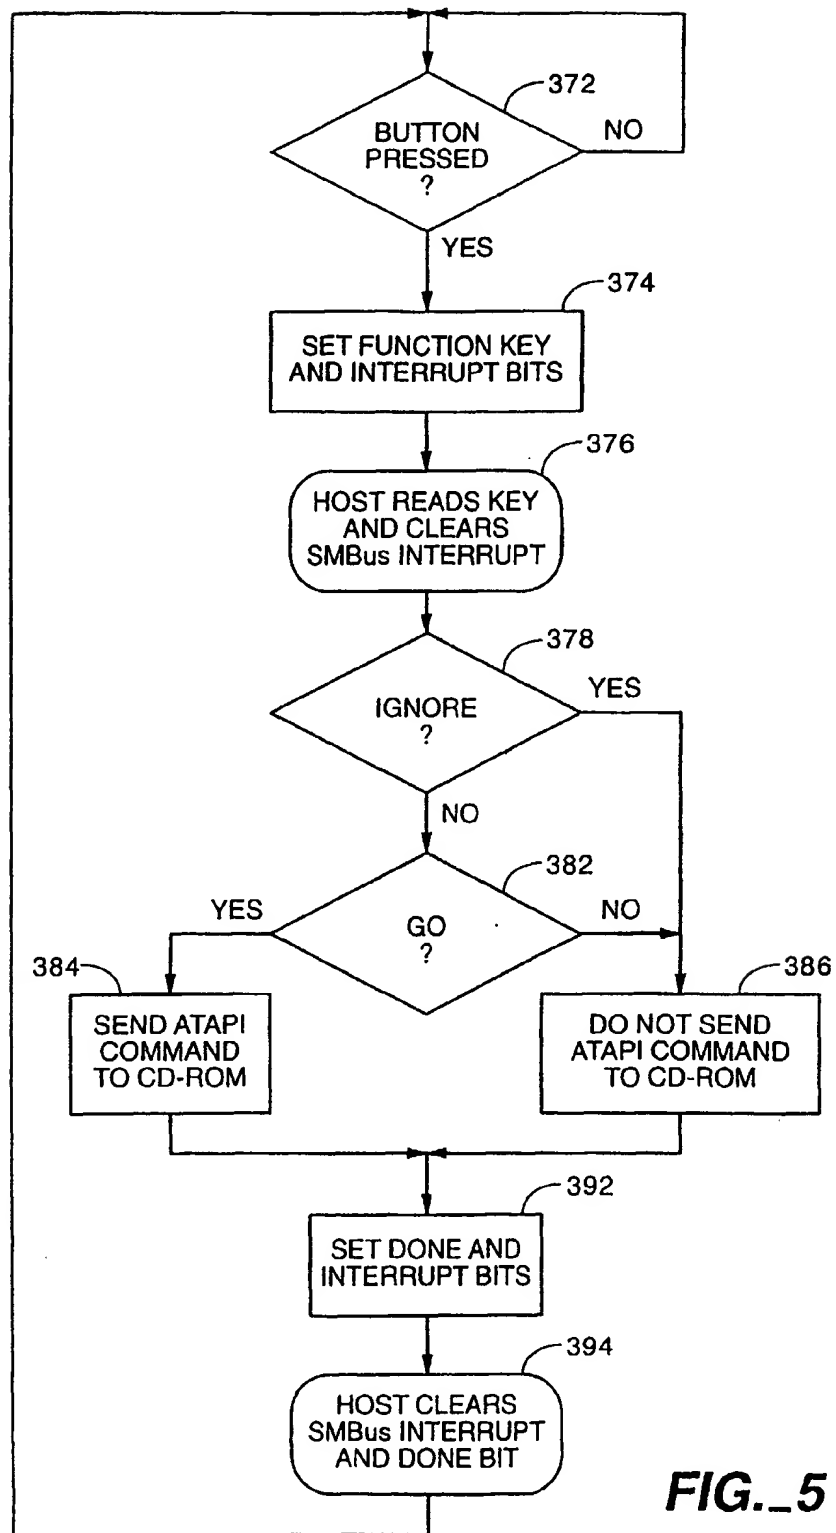 372
BUTTON
PRESSED
?
NO
YES
374
SET FUNCTION KEY
AND INTERRUPT BITS
376
HOST READS KEY
AND CLEARS
SMBus INTERRUPT
378
IGNORE
?
YES
NO
382
GO
?
YES
NO
384
SEND ATAPI
COMMAND
TO CD-ROM
386
DO NOT SEND
ATAPI COMMAND
TO CD-ROM
392
SET DONE AND
INTERRUPT BITS
394
HOST CLEARS
SMBus INTERRUPT
AND DONE BIT
FIG._5